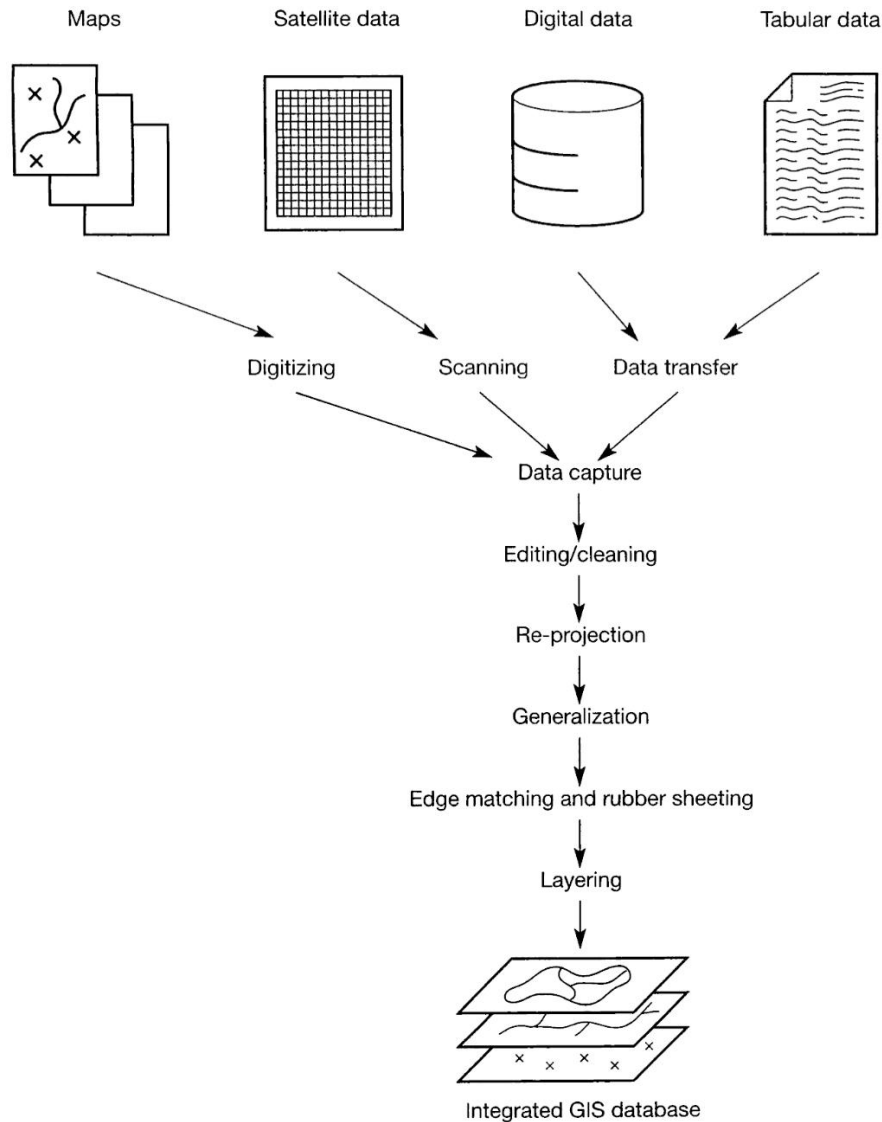 Maps
Satellite data
Digital data
Tabular data
Digitizing
Scanning
Data transfer
Data capture
Editing/cleaning
Re-projection
Generalization
Edge matching and rubber sheeting
Layering
Integrated GIS database